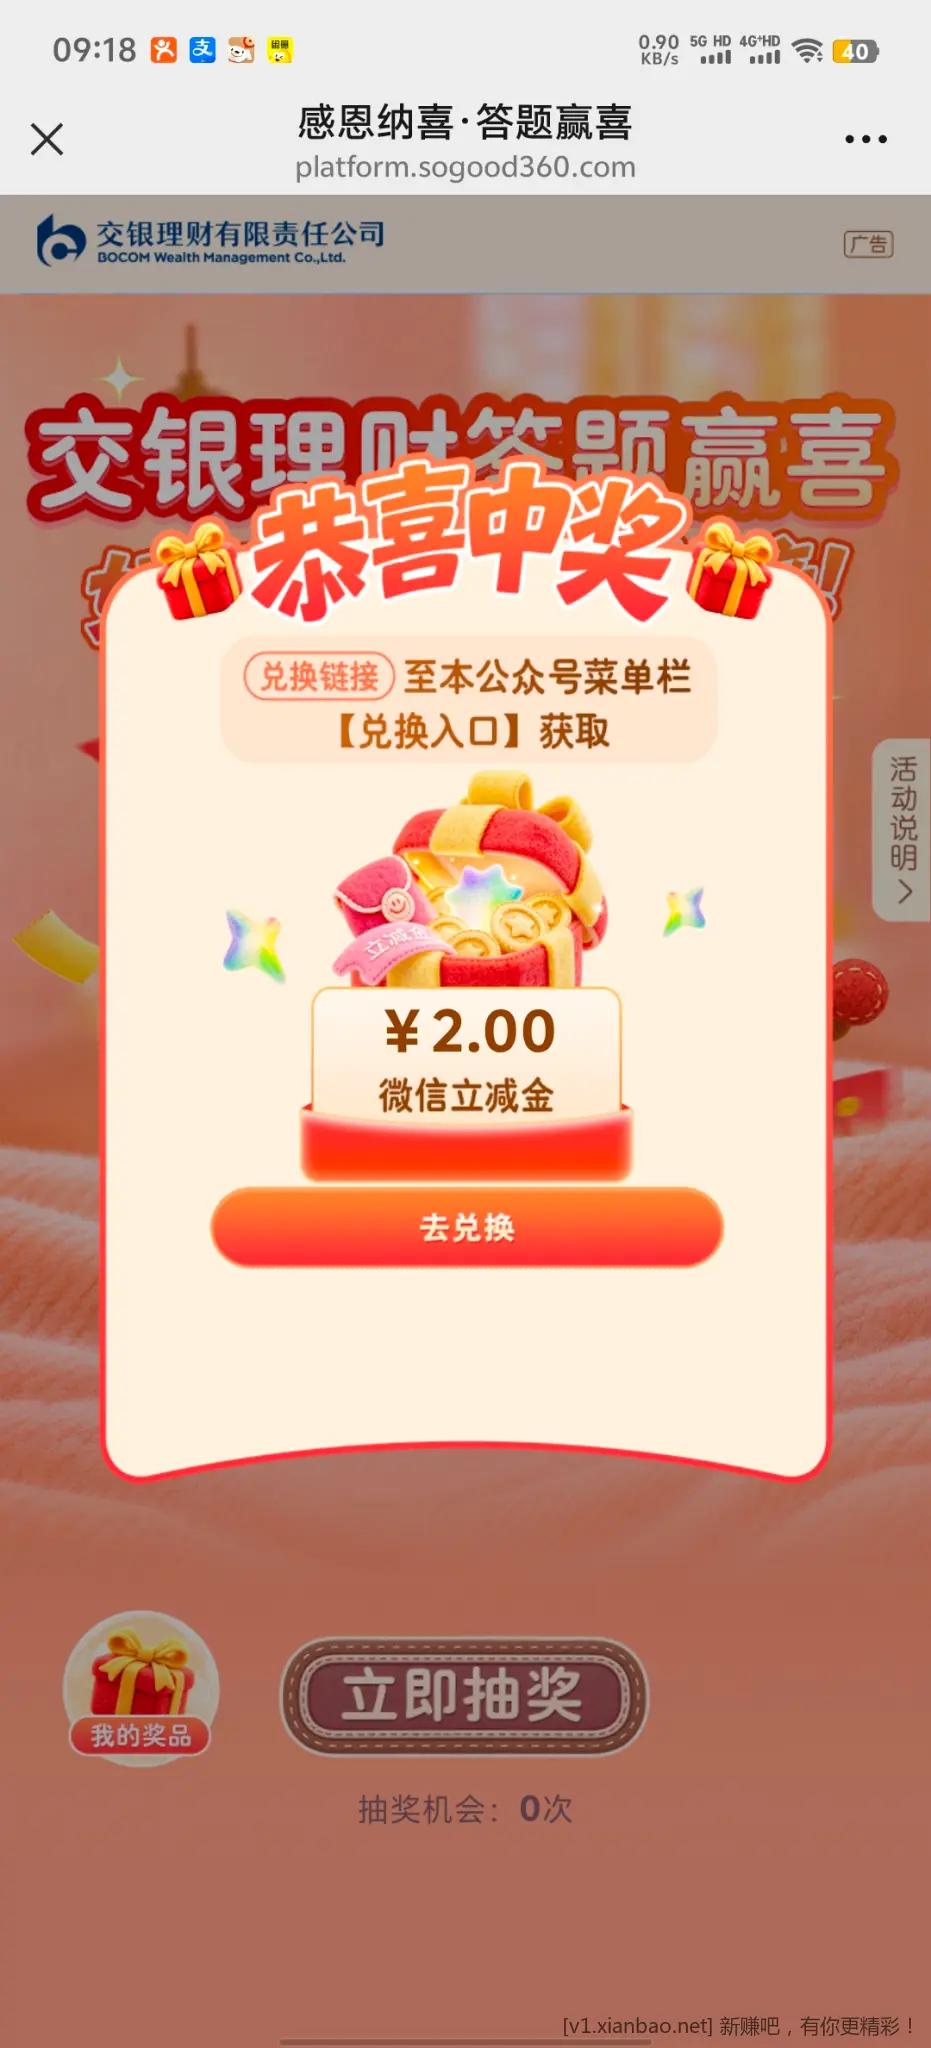 09:18
0.90 KB/s 5G HD 4G+HD 40
感恩纳喜·答题赢喜
platform.sogood360.com
交银理财有限责任公司
BOCOM Wealth Management Co.,Ltd.
广告
交银理财答题赢喜
恭喜中奖
兑换链接 至本公众号菜单栏
【兑换入口】获取
活动说明
立减金
¥2.00
微信立减金
去兑换
我的奖品
立即抽奖
抽奖机会：0次
[v1.xianbao.net] 新赚吧，有你更精彩！